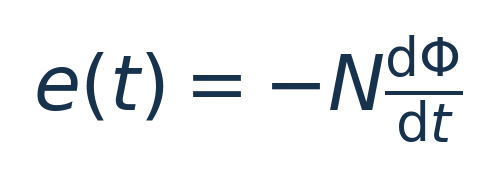 e(t) = −N dΦ/dt